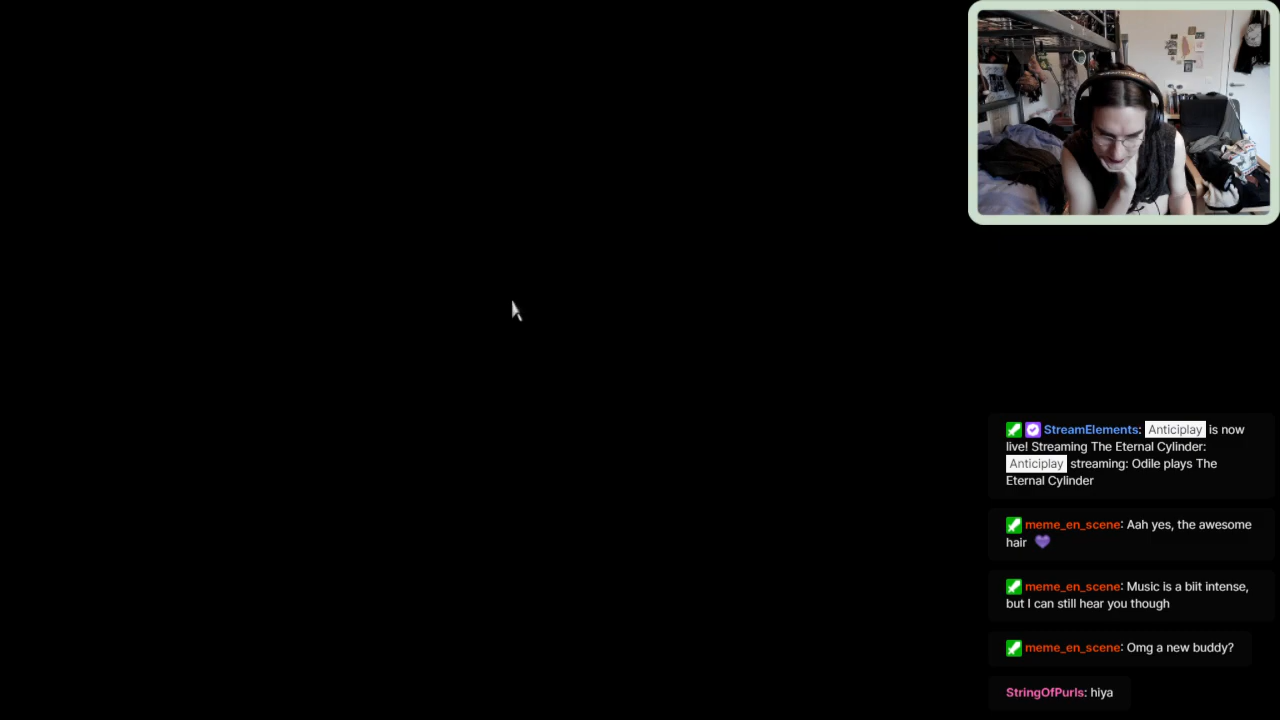 StreamElements: Anticiplay is now
live! Streaming The Eternal Cylinder:
Anticiplay streaming: Odile plays The
Eternal Cylinder
meme_en_scene: Aah yes, the awesome
hair 💜
meme_en_scene: Music is a biit intense,
but I can still hear you though
meme_en_scene: Omg a new buddy?
StringOfPurls: hiya